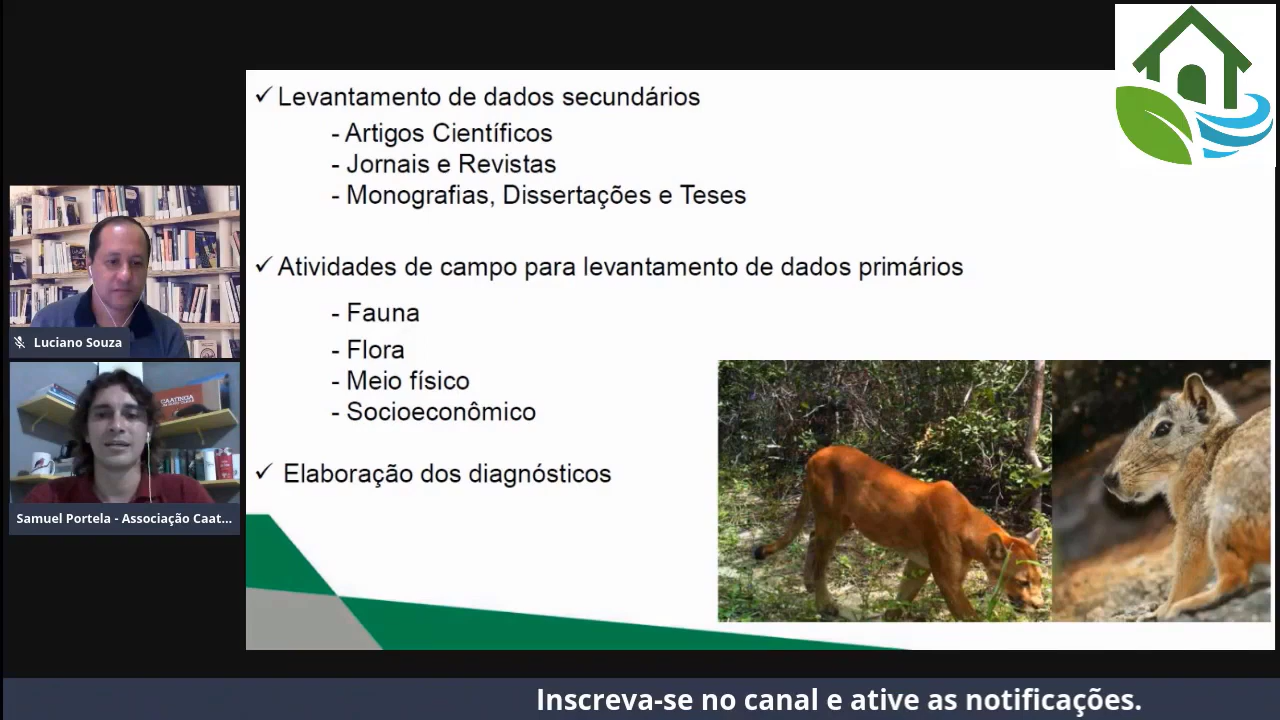 ✓ Levantamento de dados secundários
- Artigos Científicos
- Jornais e Revistas
- Monografias, Dissertações e Teses
✓ Atividades de campo para levantamento de dados primários
- Fauna
- Flora
- Meio físico
- Socioeconômico
✓ Elaboração dos diagnósticos
Luciano Souza
CAATINGA
Samuel Portela - Associação Caat...
Inscreva-se no canal e ative as notificações.